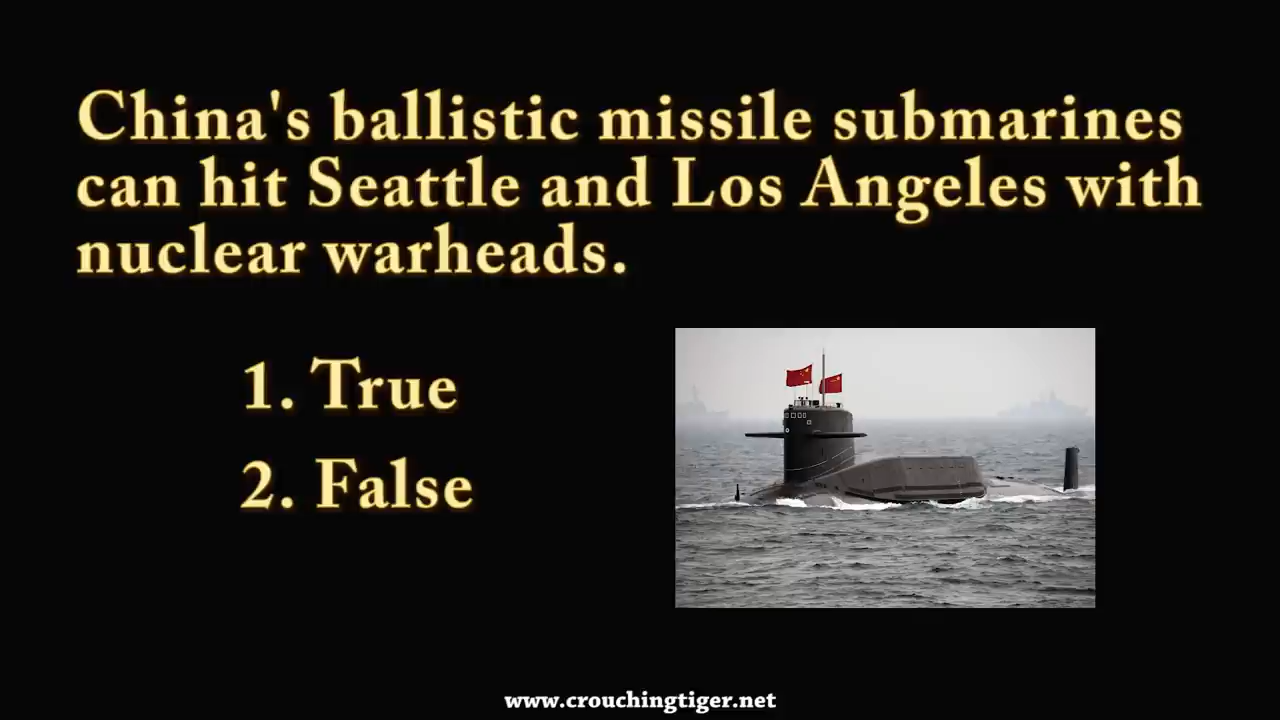 China's ballistic missile submarines
can hit Seattle and Los Angeles with
nuclear warheads.
1. True
2. False
www.crouchingtiger.net